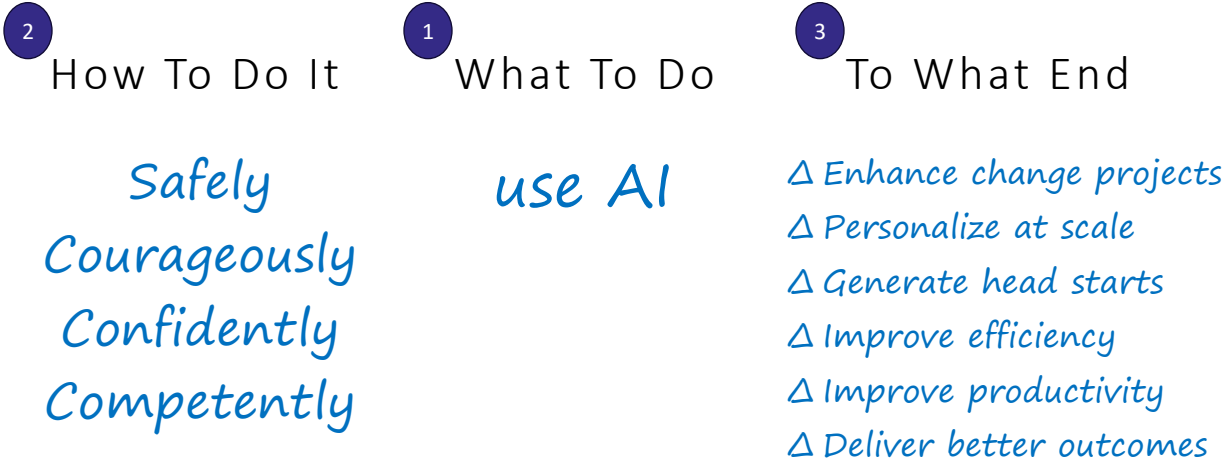 2
How To Do It
Safely
Courageously
Confidently
Competently
1
What To Do
use AI
3
To What End
Δ Enhance change projects
Δ Personalize at scale
Δ Generate head starts
Δ Improve efficiency
Δ Improve productivity
Δ Deliver better outcomes